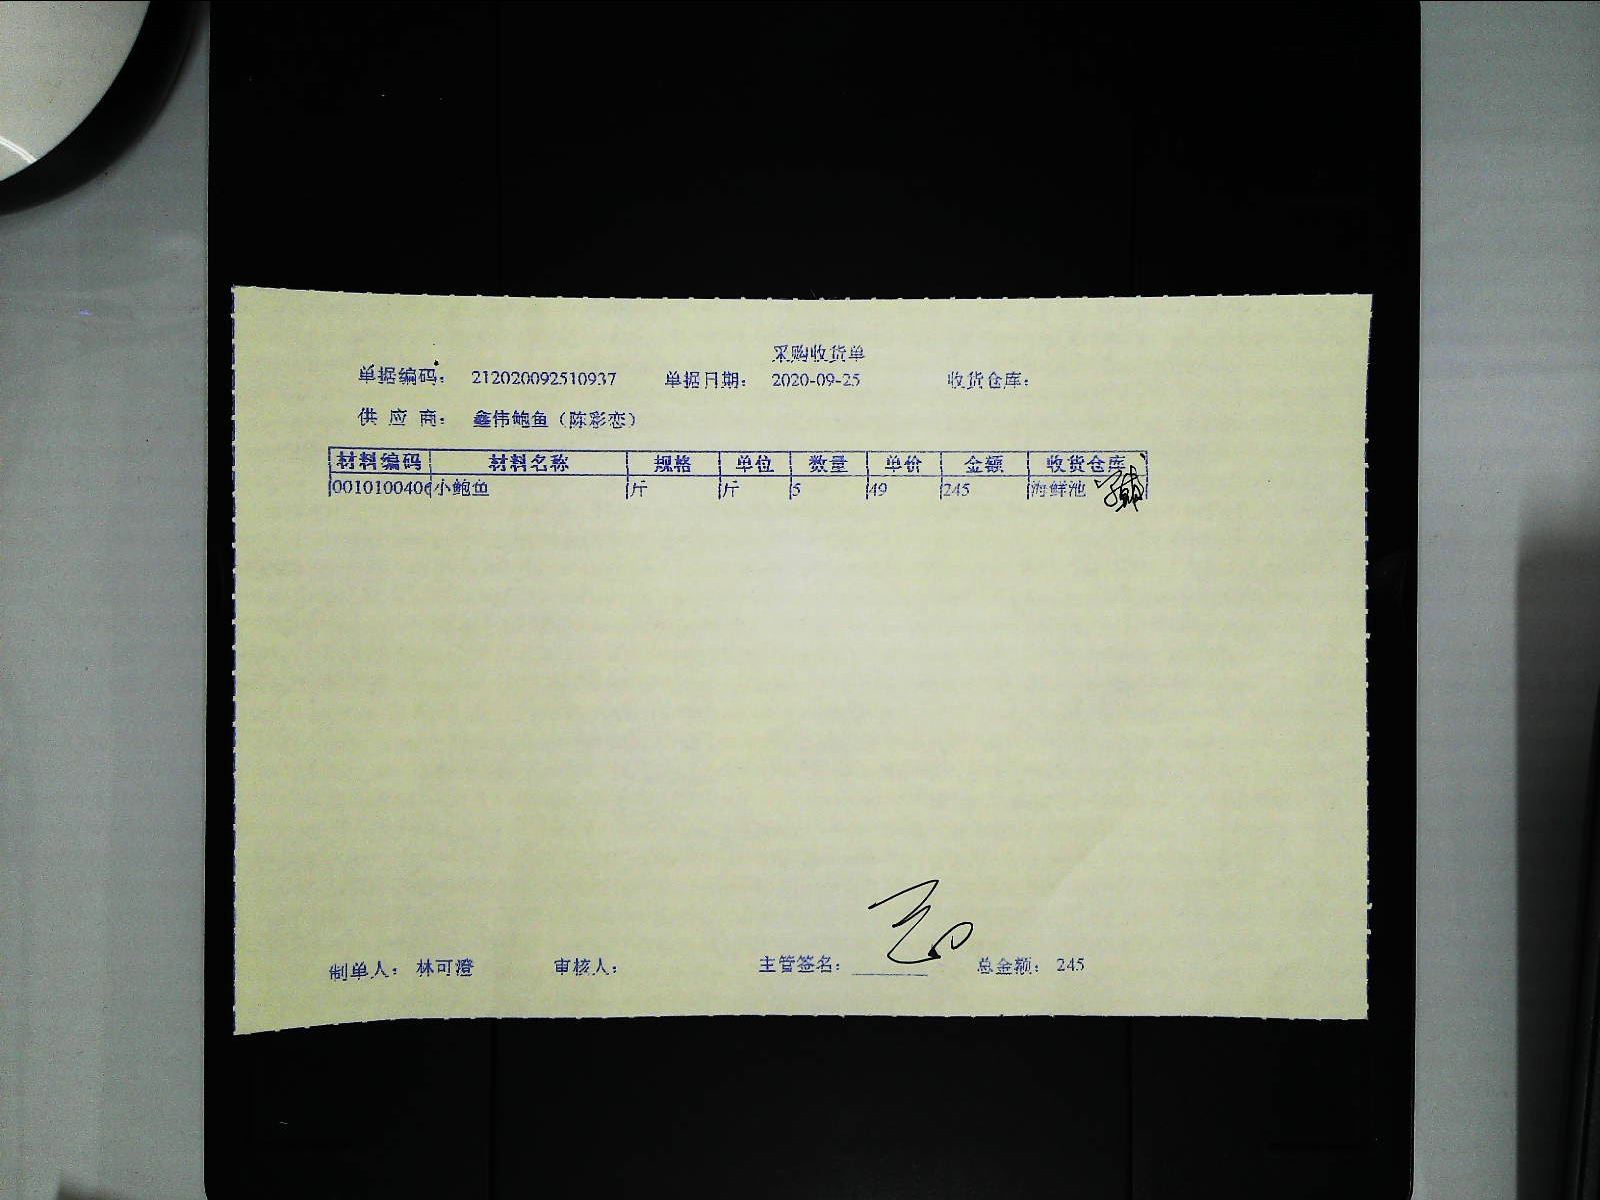 采购收货单
单据编码： 212020092510937 单据日期： 2020-09-25 收货仓库：
供 应 商： 鑫伟鲍鱼（陈彩恋）
材料编码 材料名称 规格 单位 数量 单价 金额 收货仓库
0010100406 小鲍鱼 斤 斤 5 49 245 海鲜池
制单人： 林可澄 审核人： 主管签名： 总金额： 245